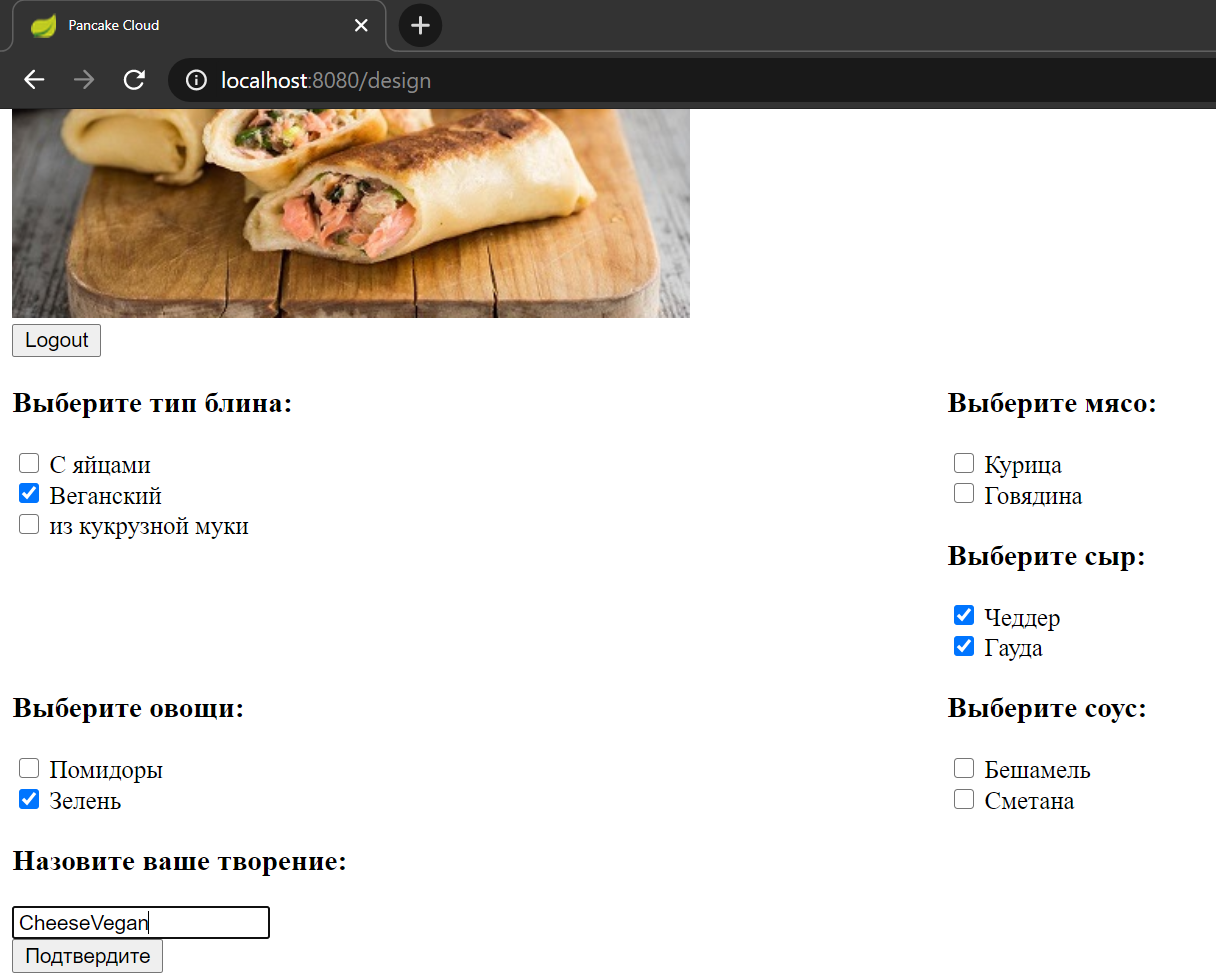 Pancake Cloud
localhost:8080/design
Logout
Выберите тип блина:
С яйцами
Веганский
из кукрузной муки
Выберите мясо:
Курица
Говядина
Выберите сыр:
Чеддер
Гауда
Выберите овощи:
Помидоры
Зелень
Выберите соус:
Бешамель
Сметана
Назовите ваше творение:
CheeseVegan
Подтвердите